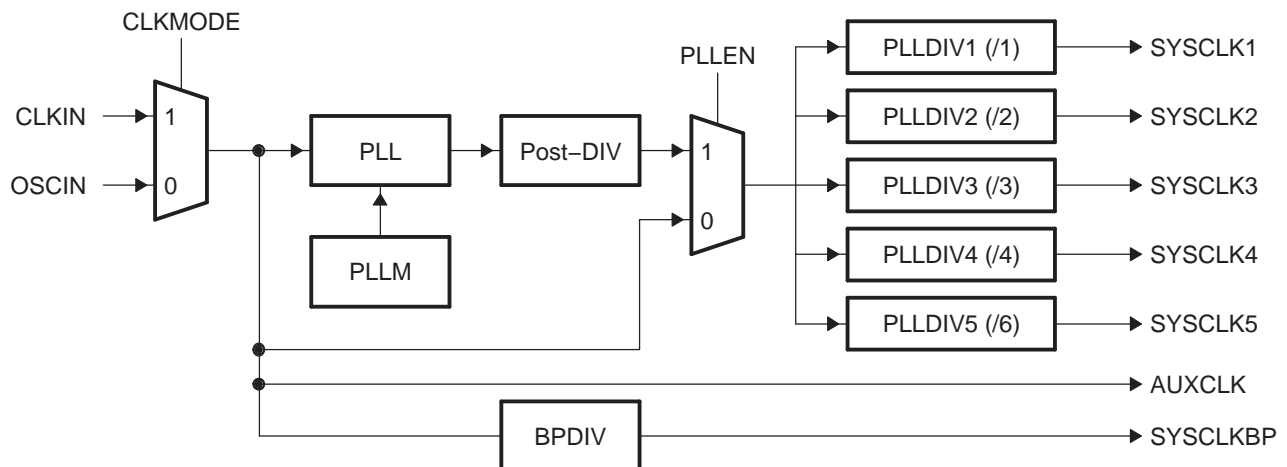 CLKMODE
CLKIN
OSCIN
1
0
PLL
PLLM
Post–DIV
PLLEN
1
0
PLLDIV1 (/1)
SYSCLK1
PLLDIV2 (/2)
SYSCLK2
PLLDIV3 (/3)
SYSCLK3
PLLDIV4 (/4)
SYSCLK4
PLLDIV5 (/6)
SYSCLK5
AUXCLK
BPDIV
SYSCLKBP